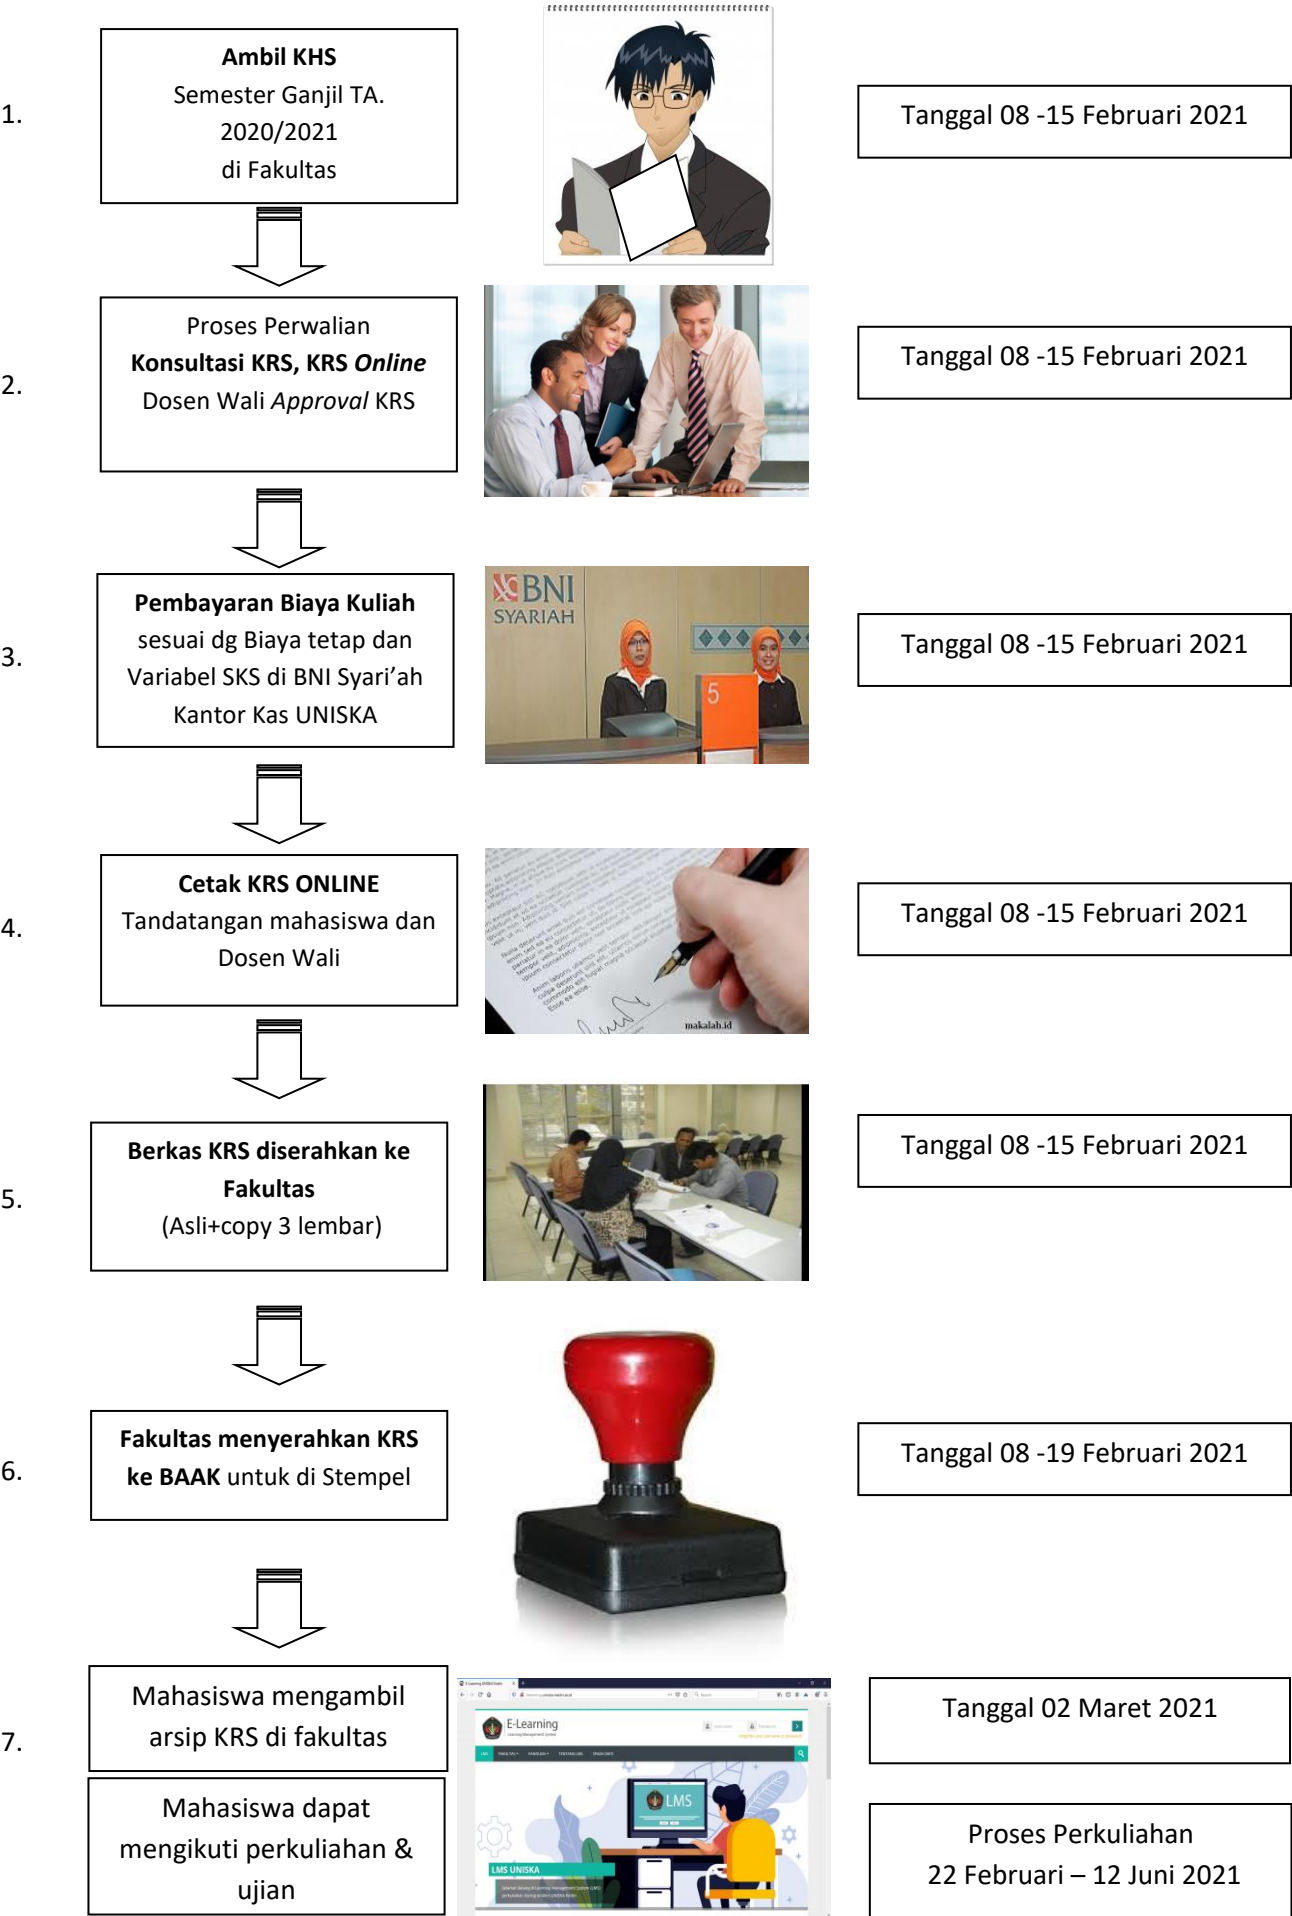 1.
Ambil KHS
Semester Ganjil TA.
2020/2021
di Fakultas
Tanggal 08 -15 Februari 2021
2.
Proses Perwalian
Konsultasi KRS, KRS Online
Dosen Wali Approval KRS
Tanggal 08 -15 Februari 2021
3.
Pembayaran Biaya Kuliah
sesuai dg Biaya tetap dan
Variabel SKS di BNI Syari’ah
Kantor Kas UNISKA
BNI
SYARIAH
5
Tanggal 08 -15 Februari 2021
4.
Cetak KRS ONLINE
Tandatangan mahasiswa dan
Dosen Wali
makalah.id
Tanggal 08 -15 Februari 2021
5.
Berkas KRS diserahkan ke
Fakultas
(Asli+copy 3 lembar)
Tanggal 08 -15 Februari 2021
6.
Fakultas menyerahkan KRS
ke BAAK untuk di Stempel
Tanggal 08 -19 Februari 2021
7.
Mahasiswa mengambil
arsip KRS di fakultas
E-Learning
Learning Management System
LMS
LMS UNISKA
Tanggal 02 Maret 2021
Mahasiswa dapat
mengikuti perkuliahan &
ujian
Proses Perkuliahan
22 Februari – 12 Juni 2021